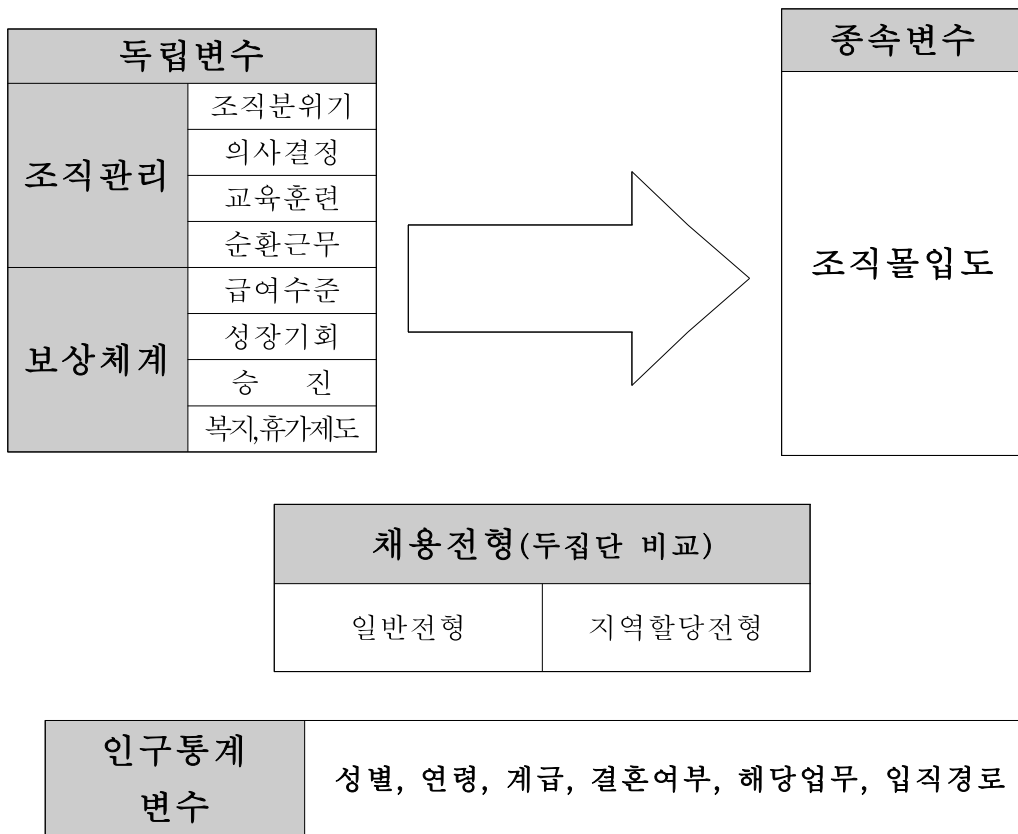 독립변수
조직관리
조직분위기
의사결정
교육훈련
순환근무
보상체계
급여수준
성장기회
승 진
복지,휴가제도
종속변수
조직몰입도
채용전형(두집단 비교)
일반전형
지역할당전형
인구통계
변수
성별, 연령, 계급, 결혼여부, 해당업무, 입직경로